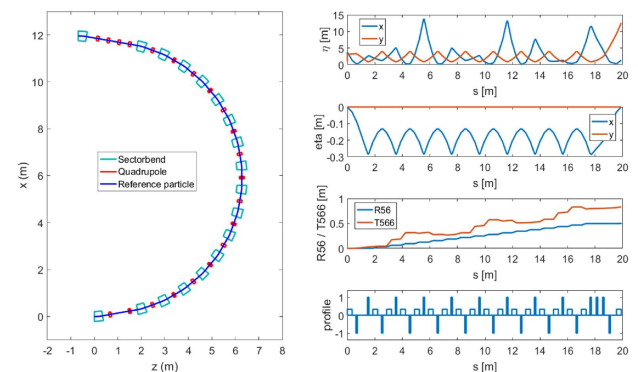 12
10
8
6
4
2
0
x (m)
Sectorbend
Quadrupole
Reference particle
-2 -1 0 1 2 3 4 5 6 7 8
z (m)
15
10
5
0
η [m]
x
y
0 2 4 6 8 10 12 14 16 18 20
s [m]
0
-0.1
-0.2
-0.3
eta [m]
x
y
0 2 4 6 8 10 12 14 16 18 20
s [m]
1
0.5
0
R56 / T566 [m]
R56
T566
0 2 4 6 8 10 12 14 16 18 20
s [m]
1
0
-1
profile
0 2 4 6 8 10 12 14 16 18 20
s [m]